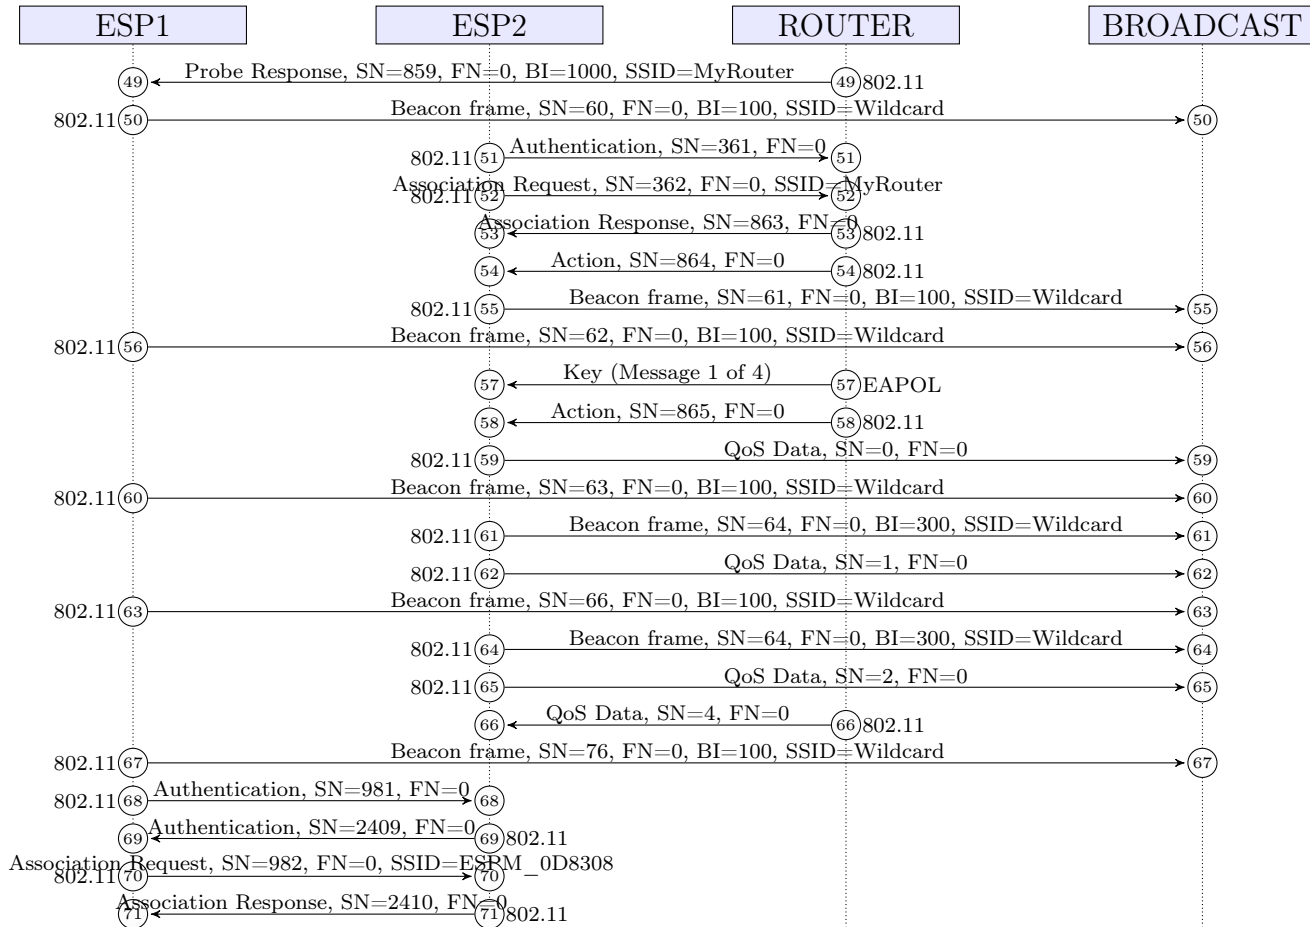 ESP1 ESP2 ROUTER BROADCAST
49 Probe Response, SN=859, FN=0, BI=1000, SSID=MyRouter 49 802.11
802.11 50 Beacon frame, SN=60, FN=0, BI=100, SSID=Wildcard 50
802.11 51 Authentication, SN=361, FN=0 51
802.11 52 Association Request, SN=362, FN=0, SSID=MyRouter 52
53 Association Response, SN=863, FN=0 53 802.11
54 Action, SN=864, FN=0 54 802.11
802.11 55 Beacon frame, SN=61, FN=0, BI=100, SSID=Wildcard 55
802.11 56 Beacon frame, SN=62, FN=0, BI=100, SSID=Wildcard 56
57 Key (Message 1 of 4) 57 EAPOL
58 Action, SN=865, FN=0 58 802.11
802.11 59 QoS Data, SN=0, FN=0 59
802.11 60 Beacon frame, SN=63, FN=0, BI=100, SSID=Wildcard 60
802.11 61 Beacon frame, SN=64, FN=0, BI=300, SSID=Wildcard 61
802.11 62 QoS Data, SN=1, FN=0 62
802.11 63 Beacon frame, SN=66, FN=0, BI=100, SSID=Wildcard 63
802.11 64 Beacon frame, SN=64, FN=0, BI=300, SSID=Wildcard 64
802.11 65 QoS Data, SN=2, FN=0 65
66 QoS Data, SN=4, FN=0 66 802.11
802.11 67 Beacon frame, SN=76, FN=0, BI=100, SSID=Wildcard 67
802.11 68 Authentication, SN=981, FN=0 68
69 Authentication, SN=2409, FN=0 69 802.11
802.11 70 Association Request, SN=982, FN=0, SSID=ESPM_0D8308 70
71 Association Response, SN=2410, FN=0 71 802.11